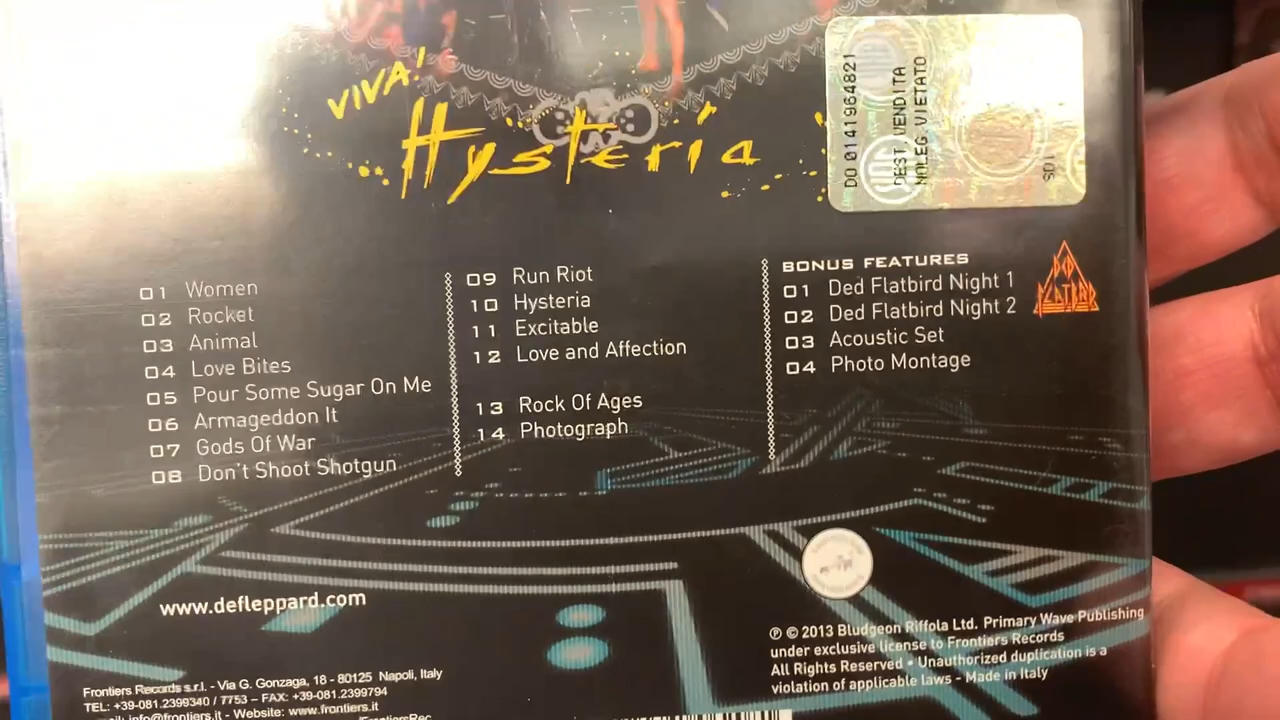 VIVA!
Hysteria
DO 0141964821
DEST. VENDITA
NOLEG. VIETATO
01 Women
02 Rocket
03 Animal
04 Love Bites
05 Pour Some Sugar On Me
06 Armageddon It
07 Gods Of War
08 Don't Shoot Shotgun
09 Run Riot
10 Hysteria
11 Excitable
12 Love and Affection
13 Rock Of Ages
14 Photograph
BONUS FEATURES
01 Ded Flatbird Night 1
02 Ded Flatbird Night 2
03 Acoustic Set
04 Photo Montage
DED
FLATBIRD
www.defleppard.com
℗ © 2013 Bludgeon Riffola Ltd. Primary Wave Publishing
under exclusive license to Frontiers Records
All Rights Reserved • Unauthorized duplication is a
violation of applicable laws - Made in Italy
Frontiers Records s.r.l. - Via G. Gonzaga, 18 - 80125 Napoli, Italy
TEL: +39-081.2399340 / 7753 – FAX: +39-081.2399794
info@frontiers.it - Website: www.frontiers.it